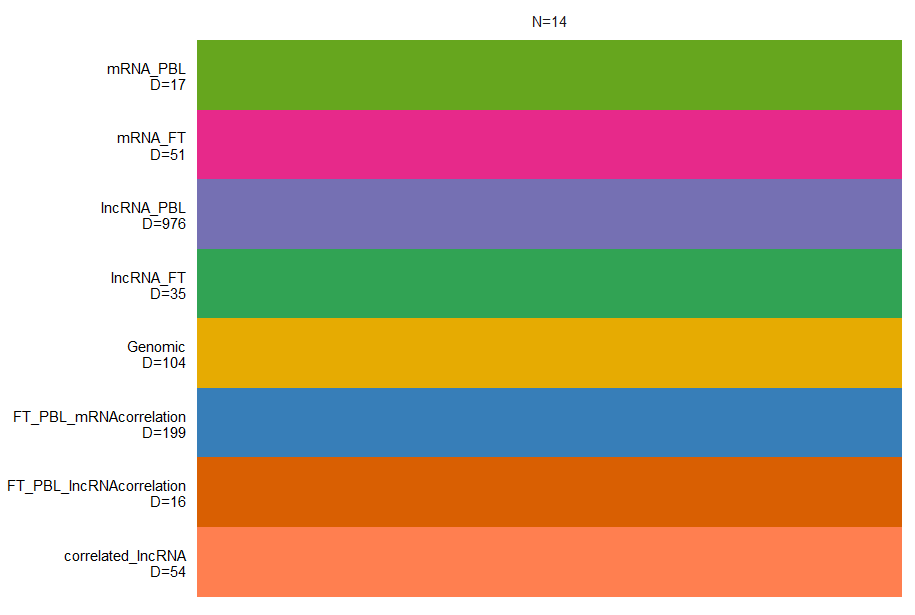 N=14
mRNA_PBL
D=17
mRNA_FT
D=51
lncRNA_PBL
D=976
lncRNA_FT
D=35
Genomic
D=104
FT_PBL_mRNAcorrelation
D=199
FT_PBL_lncRNAcorrelation
D=16
correlated_lncRNA
D=54